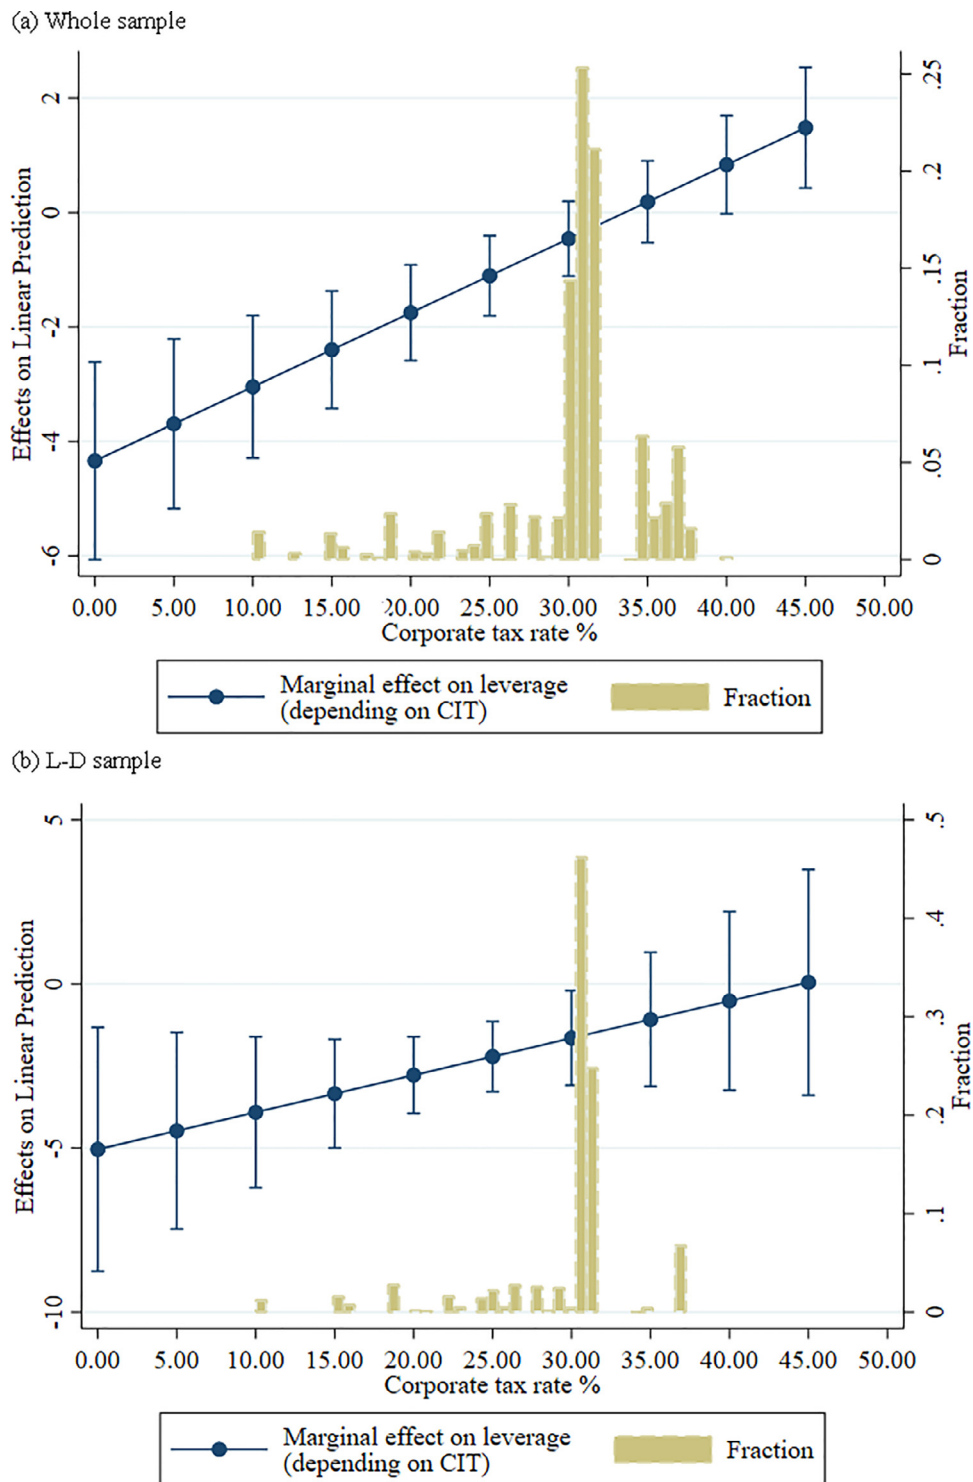 (a) Whole sample
Effects on Linear Prediction
2
0
-2
-4
-6
.25
.2
.15
.1
.05
0
Fraction
0.00 5.00 10.00 15.00 20.00 25.00 30.00 35.00 40.00 45.00 50.00
Corporate tax rate %
Marginal effect on leverage
(depending on CIT)
Fraction
(b) L-D sample
Effects on Linear Prediction
5
0
-5
-10
.5
.4
.3
.2
.1
0
Fraction
0.00 5.00 10.00 15.00 20.00 25.00 30.00 35.00 40.00 45.00 50.00
Corporate tax rate %
Marginal effect on leverage
(depending on CIT)
Fraction